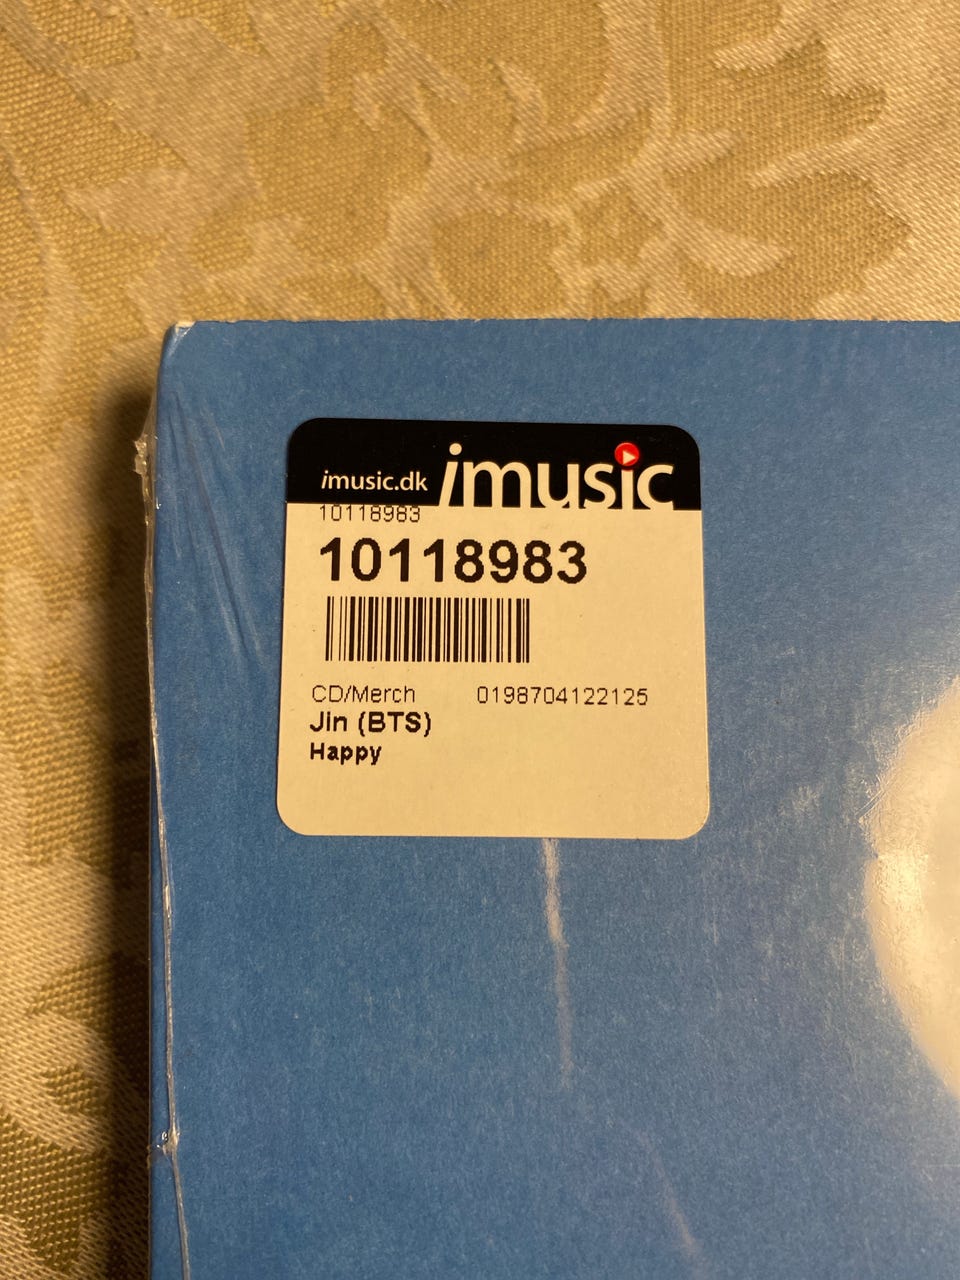 imusic.dk imusic
10118983
10118983
CD/Merch 0198704122125
Jin (BTS)
Happy